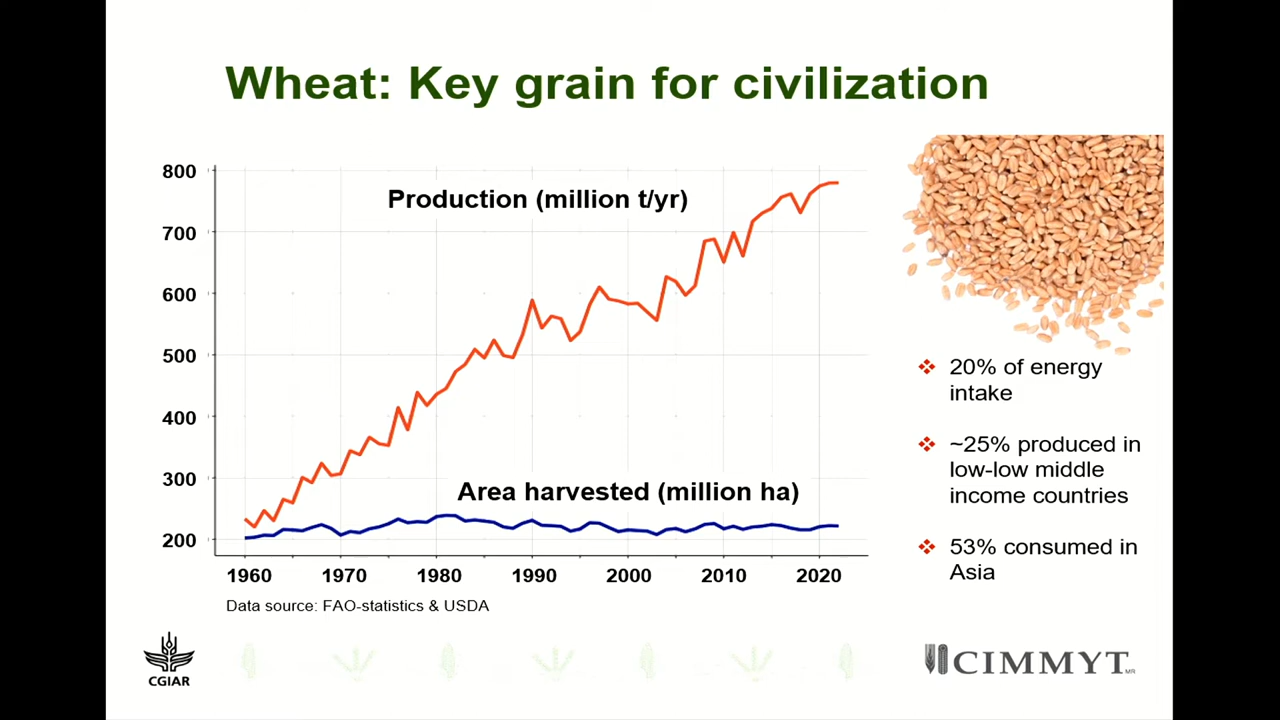 Wheat: Key grain for civilization
800
700
600
500
400
300
200
Production (million t/yr)
Area harvested (million ha)
1960
1970
1980
1990
2000
2010
2020
Data source: FAO-statistics & USDA
❖ 20% of energy
intake
❖ ~25% produced in
low-low middle
income countries
❖ 53% consumed in
Asia
CGIAR
CIMMYT